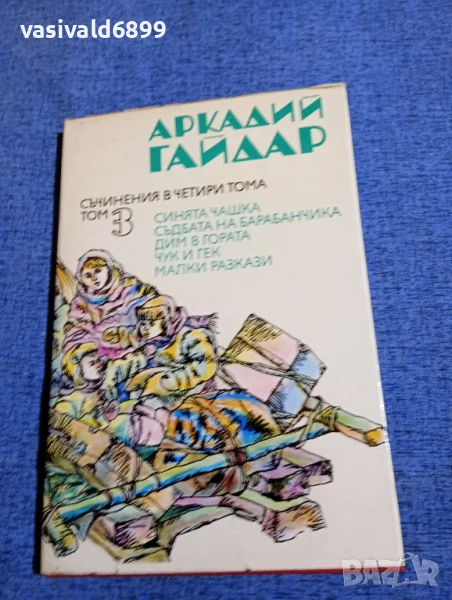 vasivald6899
АРКАДИЙ
ГАЙДАР
СЪЧИНЕНИЯ В ЧЕТИРИ ТОМА
ТОМ 3
СИНЯТА ЧАШКА
СЪДБАТА НА БАРАБАНЧИКА
ДИМ В ГОРАТА
ЧУК И ГЕК
МАЛКИ РАЗКАЗИ
BAZAR